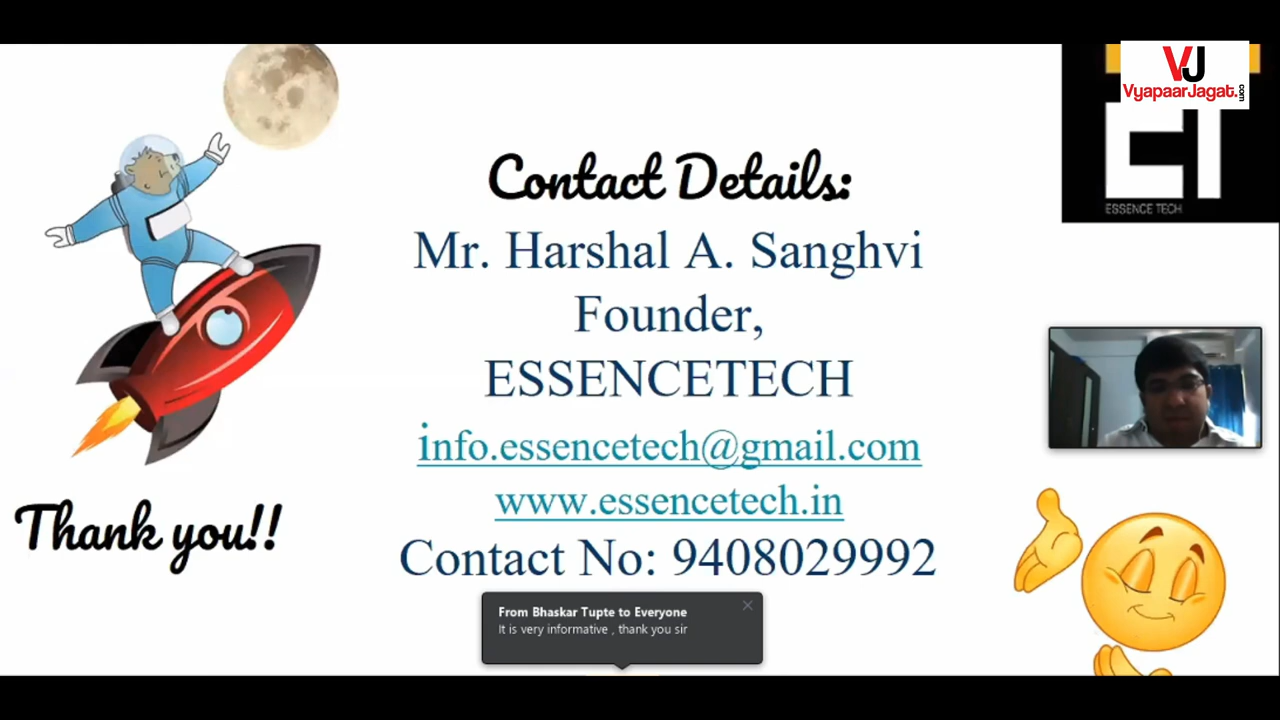 VJ
VyapaarJagat.com
ET
ESSENCE TECH
Contact Details:
Mr. Harshal A. Sanghvi
Founder,
ESSENCETECH
info.essencetech@gmail.com
www.essencetech.in
Contact No: 9408029992
Thank you!!
From Bhaskar Tupte to Everyone
It is very informative , thank you sir